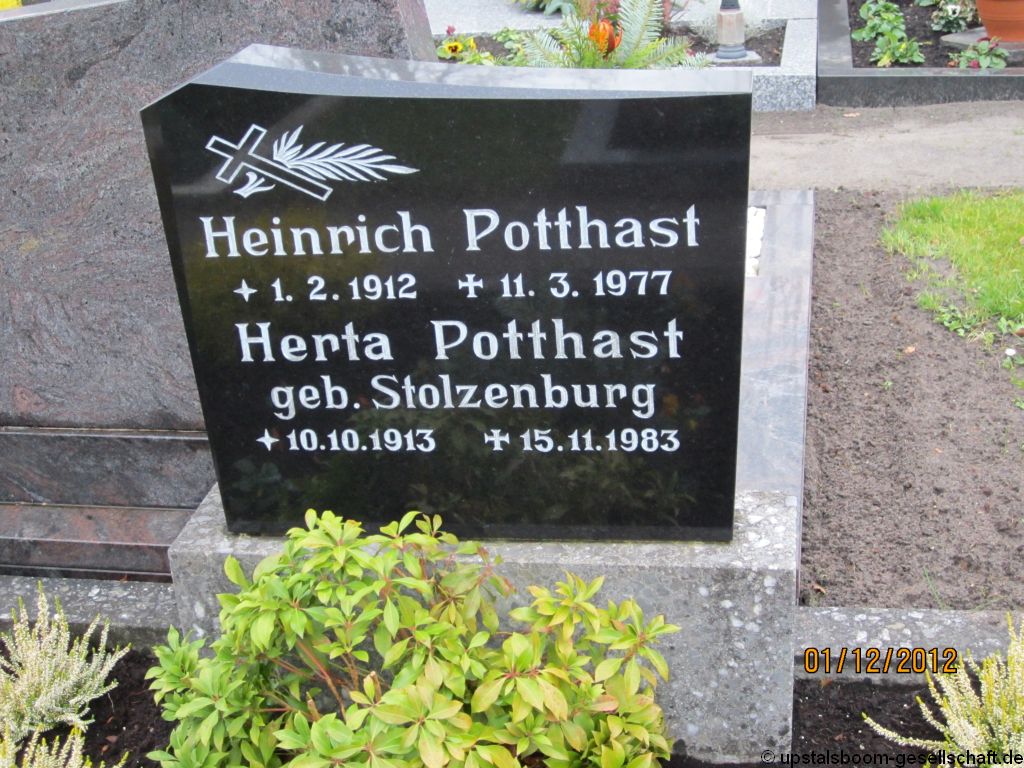 Heinrich Potthast
✦ 1. 2. 1912 ✝ 11. 3. 1977
Herta Potthast
geb. Stolzenburg
✦ 10.10.1913 ✝ 15.11.1983
01/12/2012
© upstalsboom-gesellschaft.de